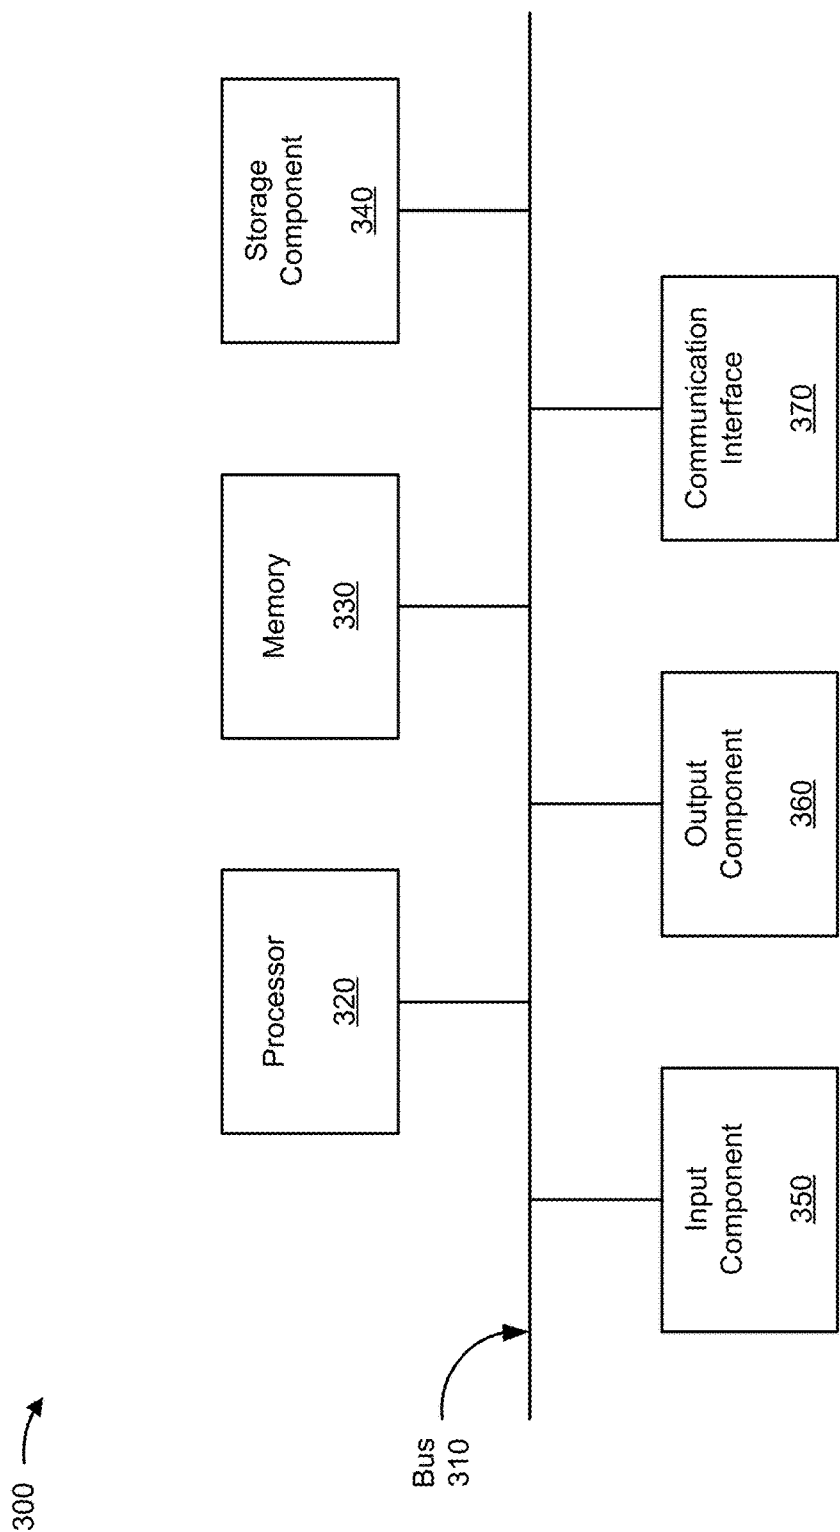 300
Bus
310
Processor
320
Memory
330
Storage
Component
340
Input
Component
350
Output
Component
360
Communication
Interface
370